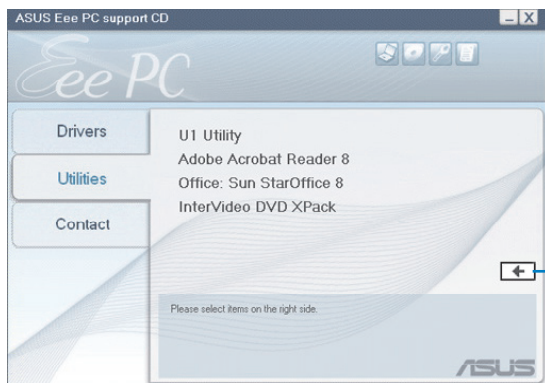 ASUS Eee PC support CD
Eee PC
Drivers
Utilities
Contact
U1 Utility
Adobe Acrobat Reader 8
Office: Sun StarOffice 8
InterVideo DVD XPack
Please select items on the right side.
ASUS